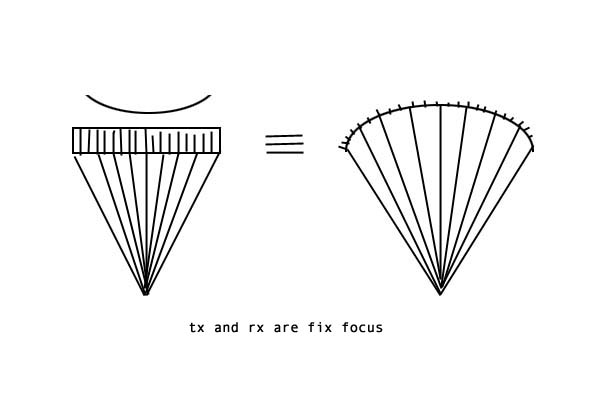 tx and rx are fix focus